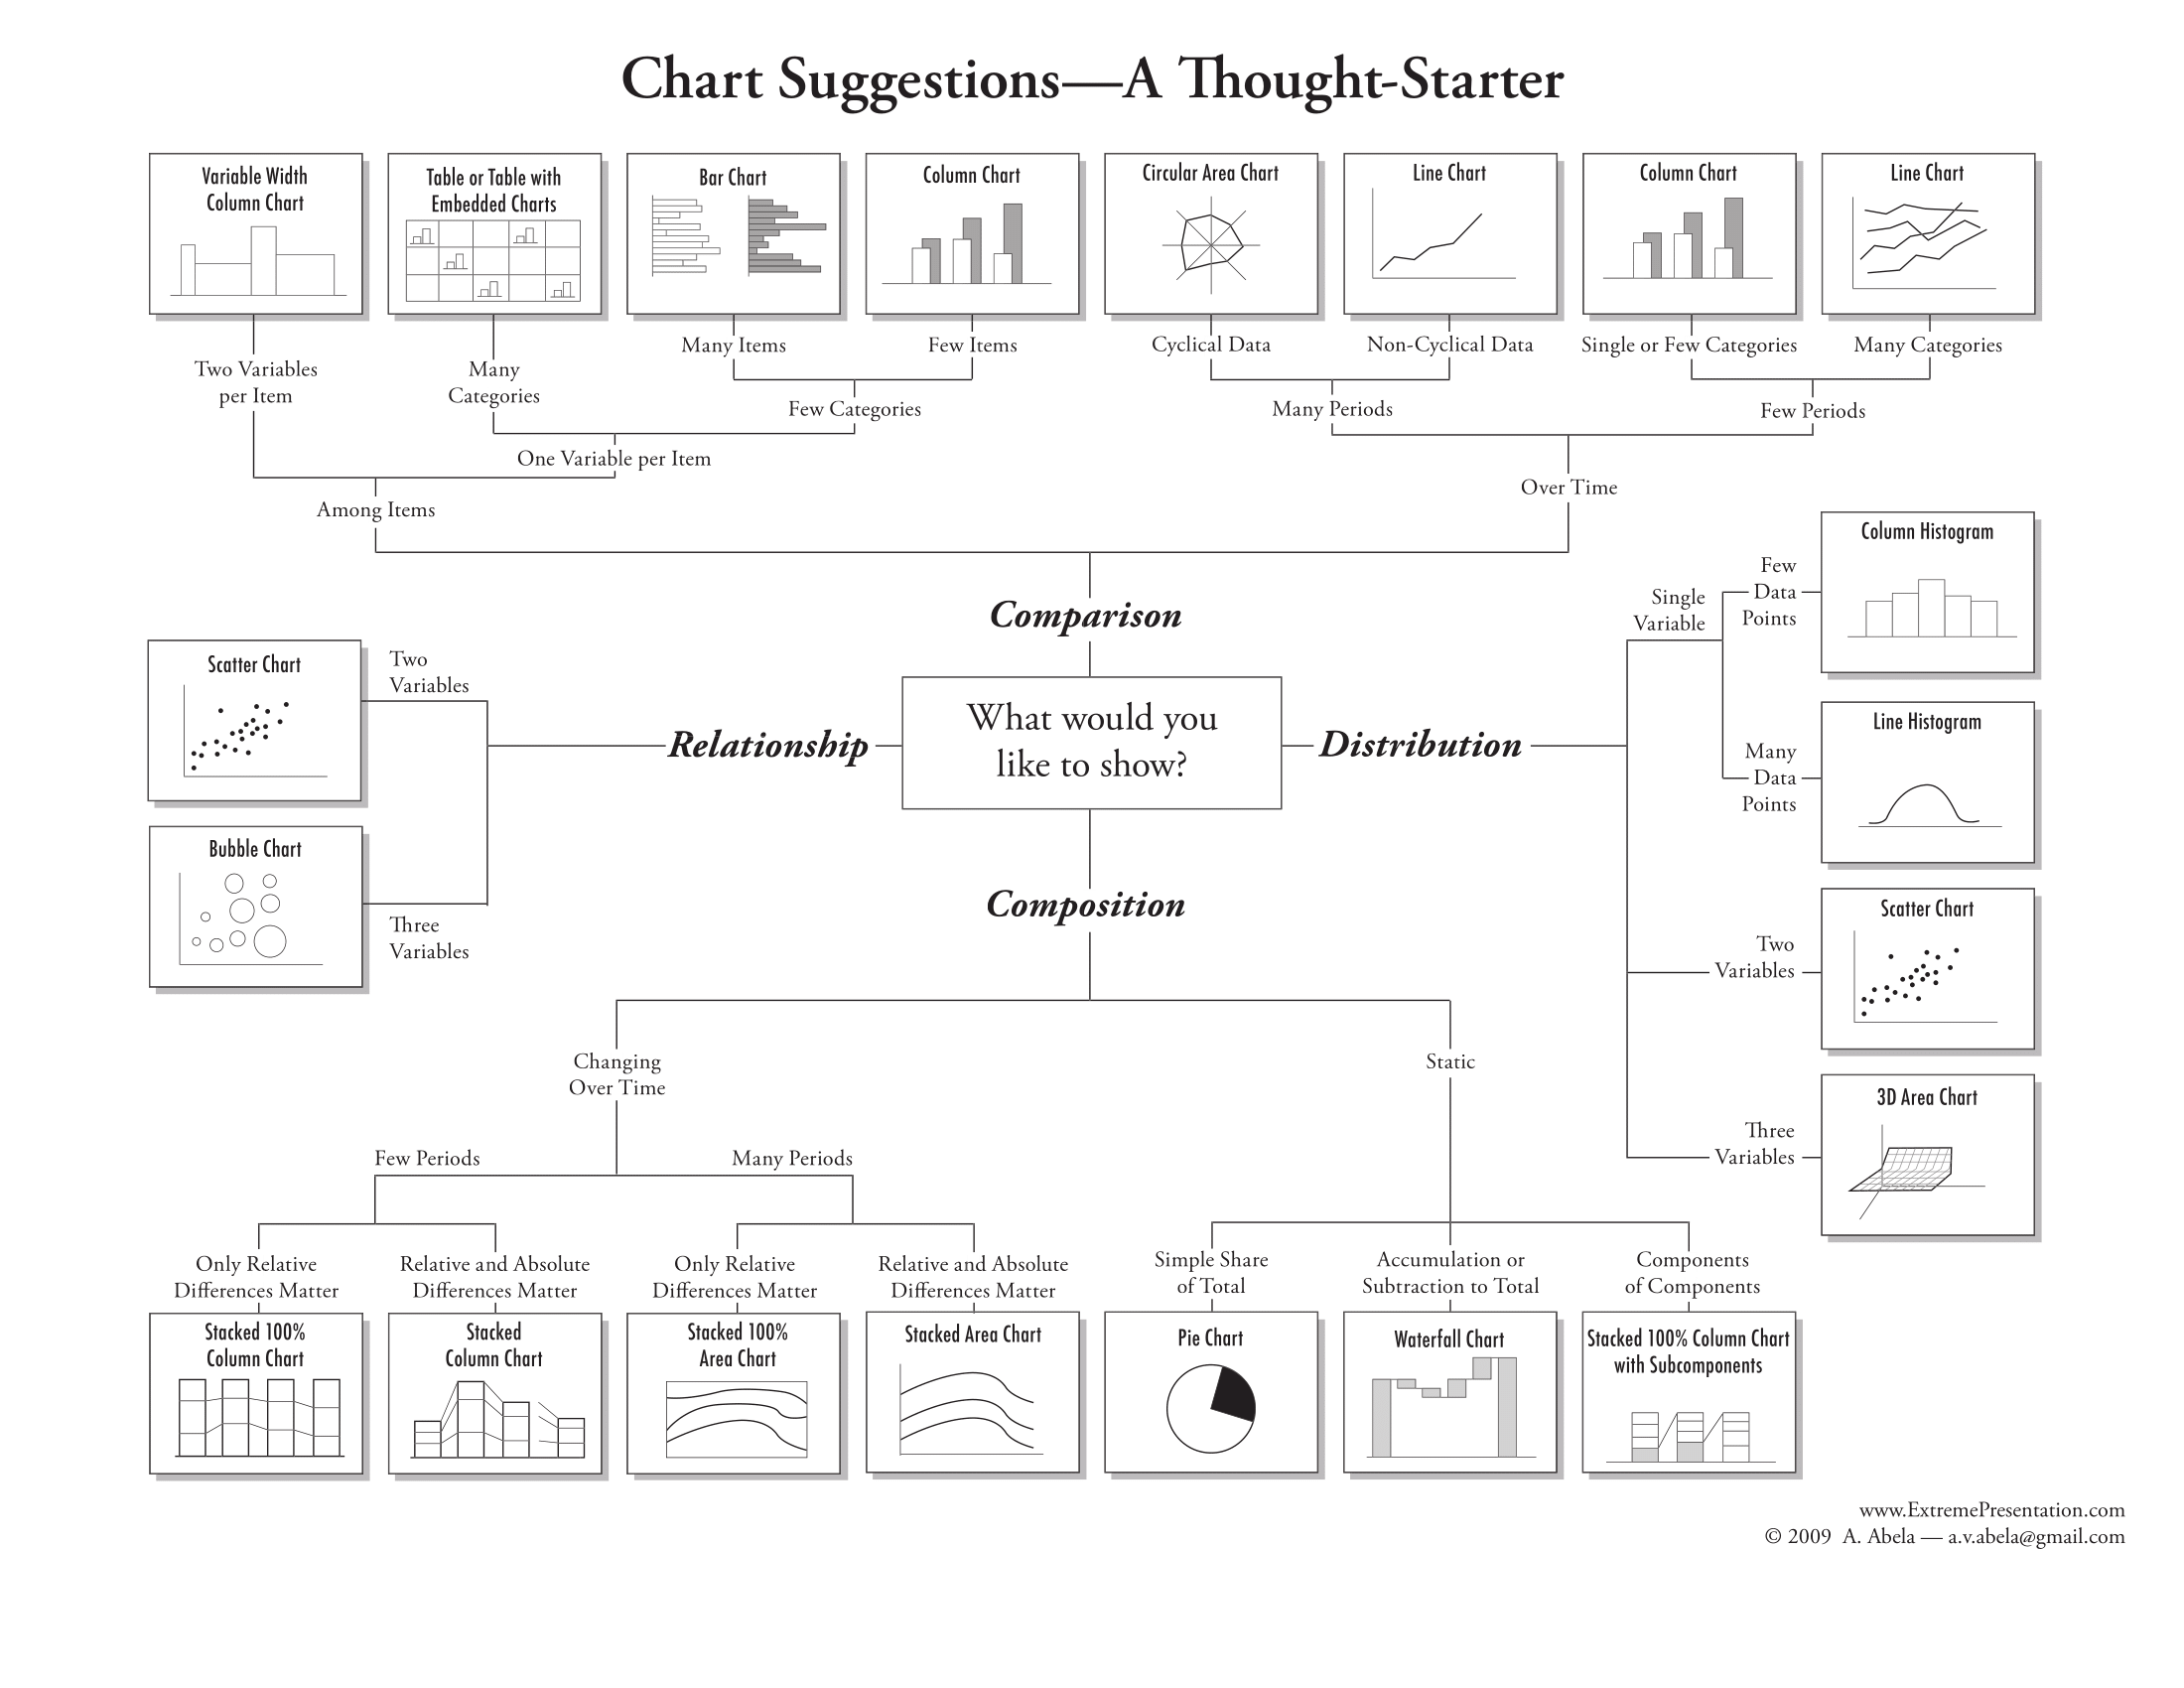 Chart Suggestions—A Thought-Starter
Variable Width
Column Chart
Table or Table with
Embedded Charts
Bar Chart
Column Chart
Circular Area Chart
Line Chart
Column Chart
Line Chart
Two Variables
per Item
Many
Categories
Many Items
Few Items
Cyclical Data
Non-Cyclical Data
Single or Few Categories
Many Categories
Few Categories
Many Periods
Few Periods
One Variable per Item
Among Items
Over Time
Comparison
What would you
like to show?
Relationship
Two
Variables
Scatter Chart
Bubble Chart
Three
Variables
Distribution
Single
Variable
Few
Data
Points
Column Histogram
Many
Data
Points
Line Histogram
Two
Variables
Scatter Chart
Three
Variables
3D Area Chart
Composition
Changing
Over Time
Static
Few Periods
Many Periods
Only Relative
Differences Matter
Relative and Absolute
Differences Matter
Only Relative
Differences Matter
Relative and Absolute
Differences Matter
Simple Share
of Total
Accumulation or
Subtraction to Total
Components
of Components
Stacked 100%
Column Chart
Stacked
Column Chart
Stacked 100%
Area Chart
Stacked Area Chart
Pie Chart
Waterfall Chart
Stacked 100% Column Chart
with Subcomponents
www.ExtremePresentation.com
© 2009 A. Abela — a.v.abela@gmail.com